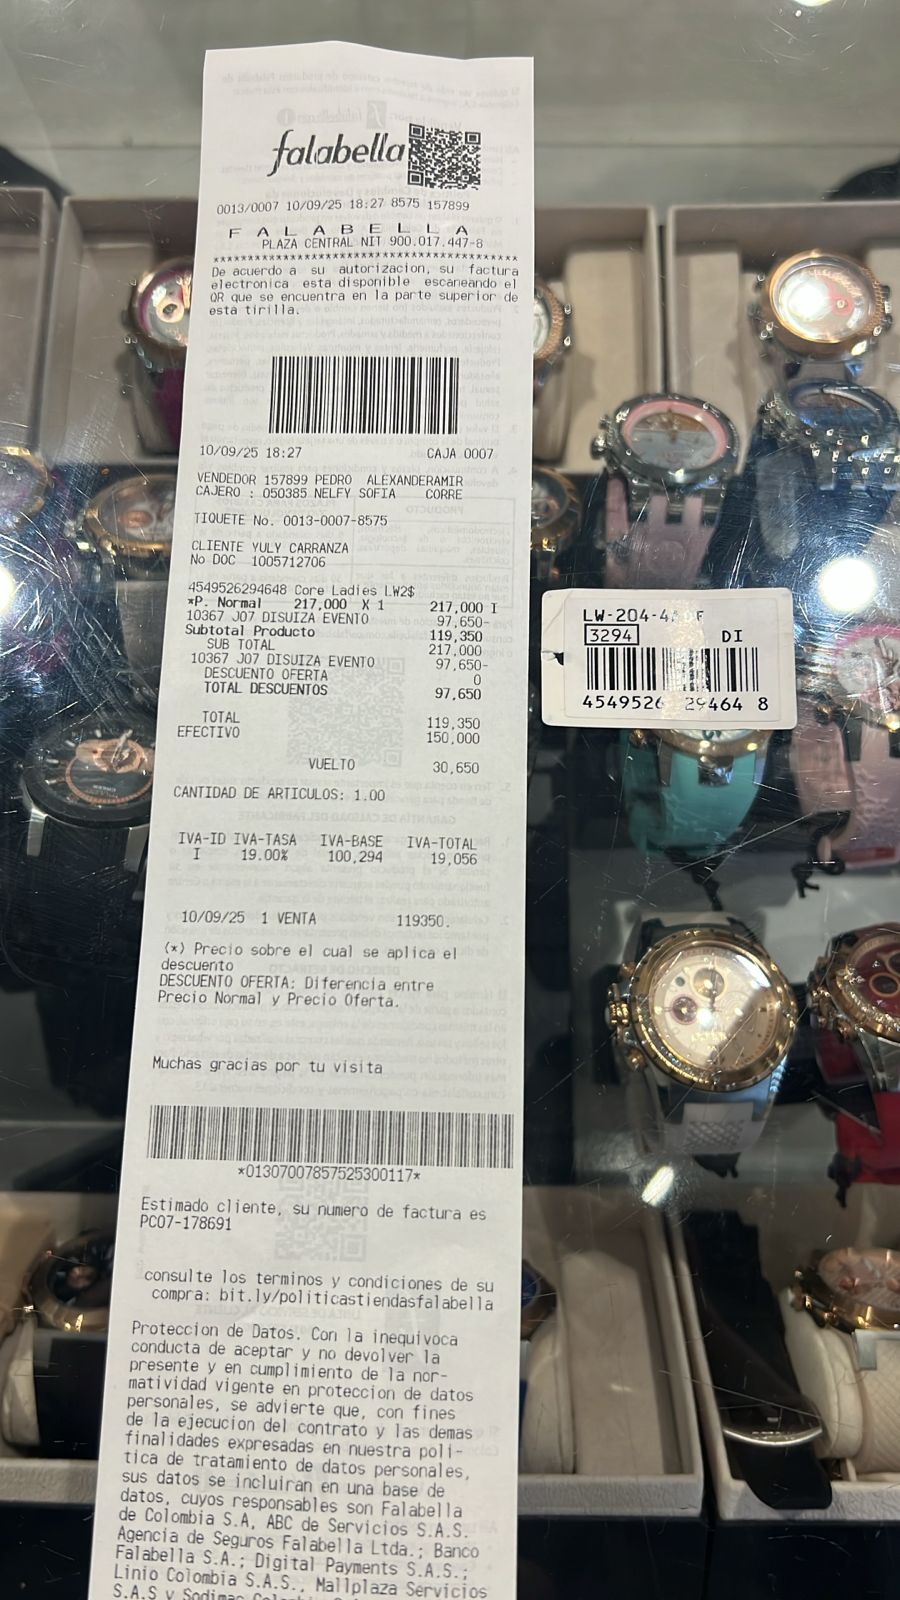 falabella
0013/0007 10/09/25 18:27 8575 157899
F A L A B E L L A
PLAZA CENTRAL NIT 900.017.447-8
****************************************
De acuerdo a su autorizacion, su factura
electronica esta disponible escaneando el
QR que se encuentra en la parte superior de
esta tirilla.
10/09/25 18:27 CAJA 0007
VENDEDOR 157899 PEDRO ALEXANDERAMIR
CAJERO : 050385 NELFY SOFIA CORRE
TIQUETE No. 0013-0007-8575
CLIENTE YULY CARRANZA
No DOC 1005712706
4549526294648 Core Ladies LW2$
*P. Normal 217,000 X 1 217,000 I
10367 J07 DISUIZA EVENTO 97,650-
Subtotal Producto 119,350
SUB TOTAL 217,000
10367 J07 DISUIZA EVENTO 97,650-
DESCUENTO OFERTA 0
TOTAL DESCUENTOS 97,650
TOTAL 119,350
EFECTIVO 150,000
VUELTO 30,650
CANTIDAD DE ARTICULOS: 1.00
IVA-ID IVA-TASA IVA-BASE IVA-TOTAL
I 19.00% 100,294 19,056
10/09/25 1 VENTA 119350.
(*) Precio sobre el cual se aplica el
descuento
DESCUENTO OFERTA: Diferencia entre
Precio Normal y Precio Oferta.
Muchas gracias por tu visita
*01307007857525300117*
Estimado cliente, su numero de factura es
PC07-178691
consulte los terminos y condiciones de su
compra: bit.ly/politicastiendasfalabella
Proteccion de Datos. Con la inequivoca
conducta de aceptar y no devolver la
presente y en cumplimiento de la nor-
matividad vigente en proteccion de datos
personales, se advierte que, con fines
de la ejecucion del contrato y las demas
finalidades expresadas en nuestra poli-
tica de tratamiento de datos personales,
sus datos se incluiran en una base de
datos, cuyos responsables son Falabella
de Colombia S.A, ABC de Servicios S.A.S.
Agencia de Seguros Falabella Ltda.; Banco
Falabella S.A.; Digital Payments S.A.S.;
Linio Colombia S.A.S., Mallplaza Servicios
S.A.S y
3294 DI
4549526 29464 8